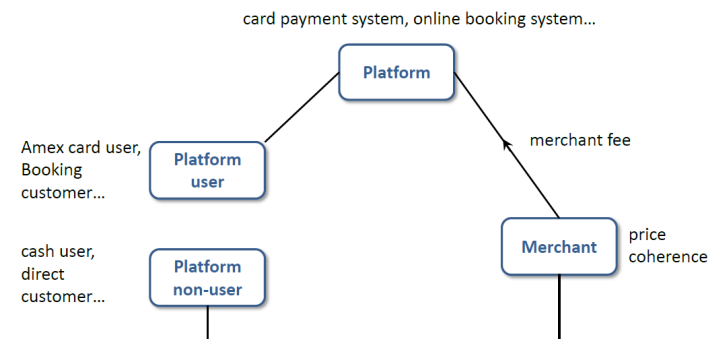 card payment system, online booking system…
Platform
merchant fee
Amex card user,
Booking
customer…
Platform
user
Merchant
price
coherence
cash user,
direct
customer…
Platform
non-user